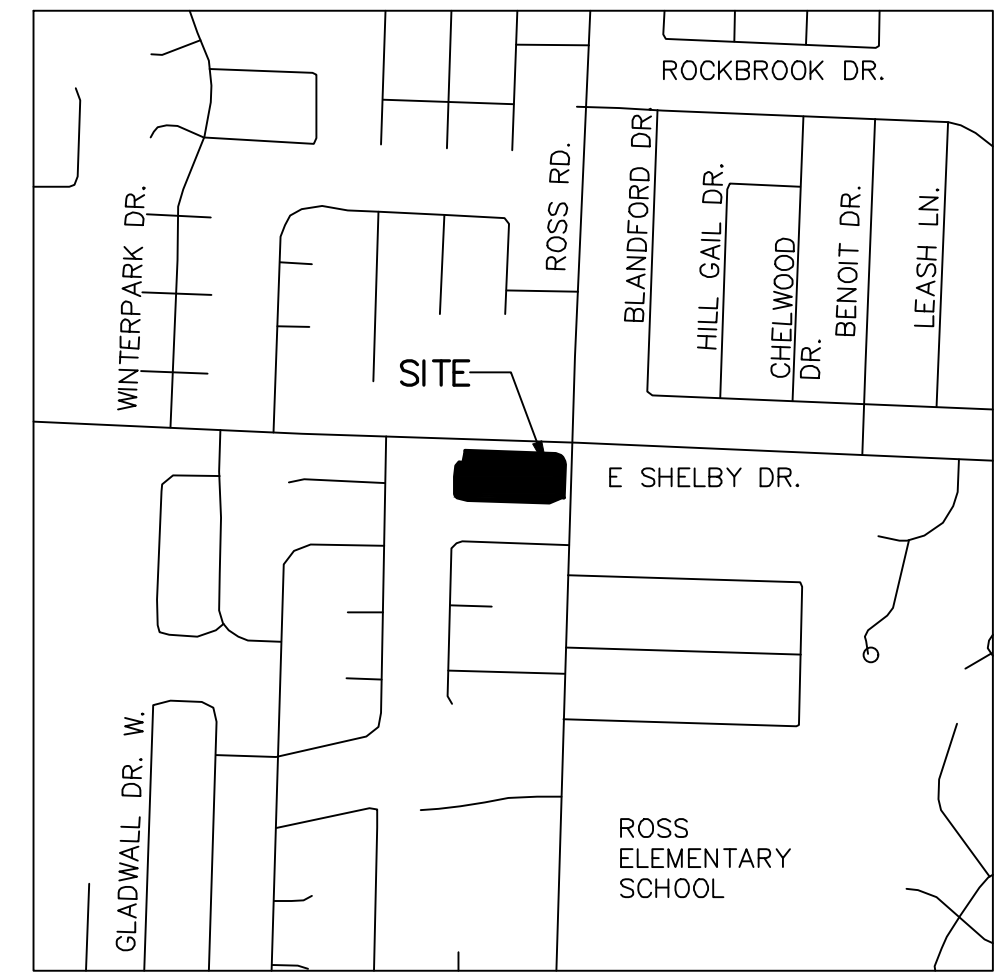 ROCKBROOK DR.
WINTERPARK DR.
ROSS RD.
BLANDFORD DR.
HILL GAIL DR.
CHELWOOD
DR.
BENOIT DR.
LEASH LN.
SITE
E SHELBY DR.
GLADWALL DR. W.
ROSS
ELEMENTARY
SCHOOL